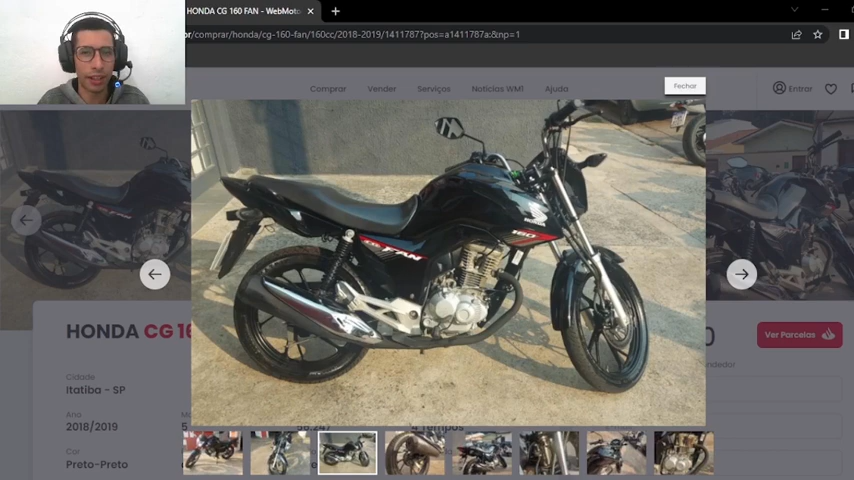 HONDA CG 160 FAN - WebMoto
/comprar/honda/cg-160-fan/160cc/2018-2019/1411787?pos=a1411787a:&np=1
Comprar Vender Serviços Notícias WM1 Ajuda
Fechar
Entrar
160
FAN
HONDA CG 16
Ver Parcelas
Cidade
Itatiba - SP
Ano
2018/2019
4 Tempos
Cor
Preto-Preto